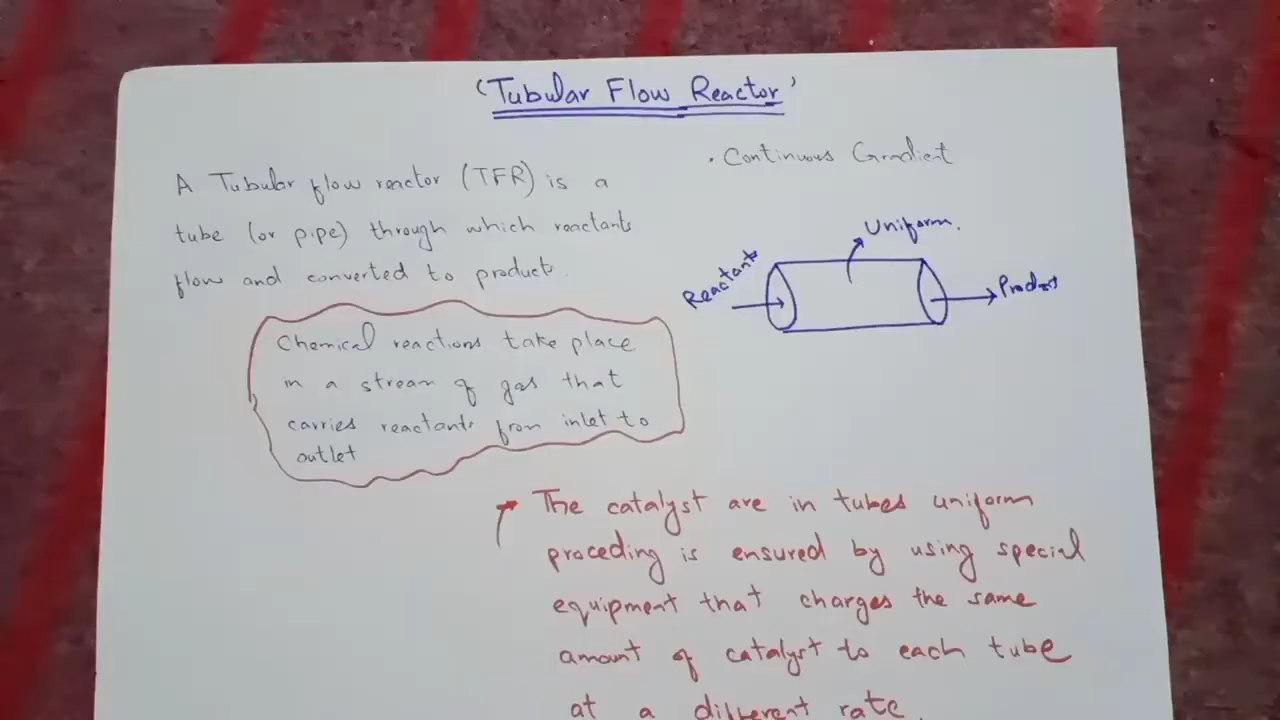 'Tubular Flow Reactor'
A Tubular flow reactor (TFR) is a
tube (or pipe) through which reactants
flow and converted to products.
• Continuous Gradient
Uniform.
Reactants
Product
Chemical reactions take place
in a stream of gas that
carries reactants from inlet to
outlet
The catalyst are in tubes uniform
proceding is ensured by using special
equipment that charges the same
amount of catalyst to each tube
at a different rate.